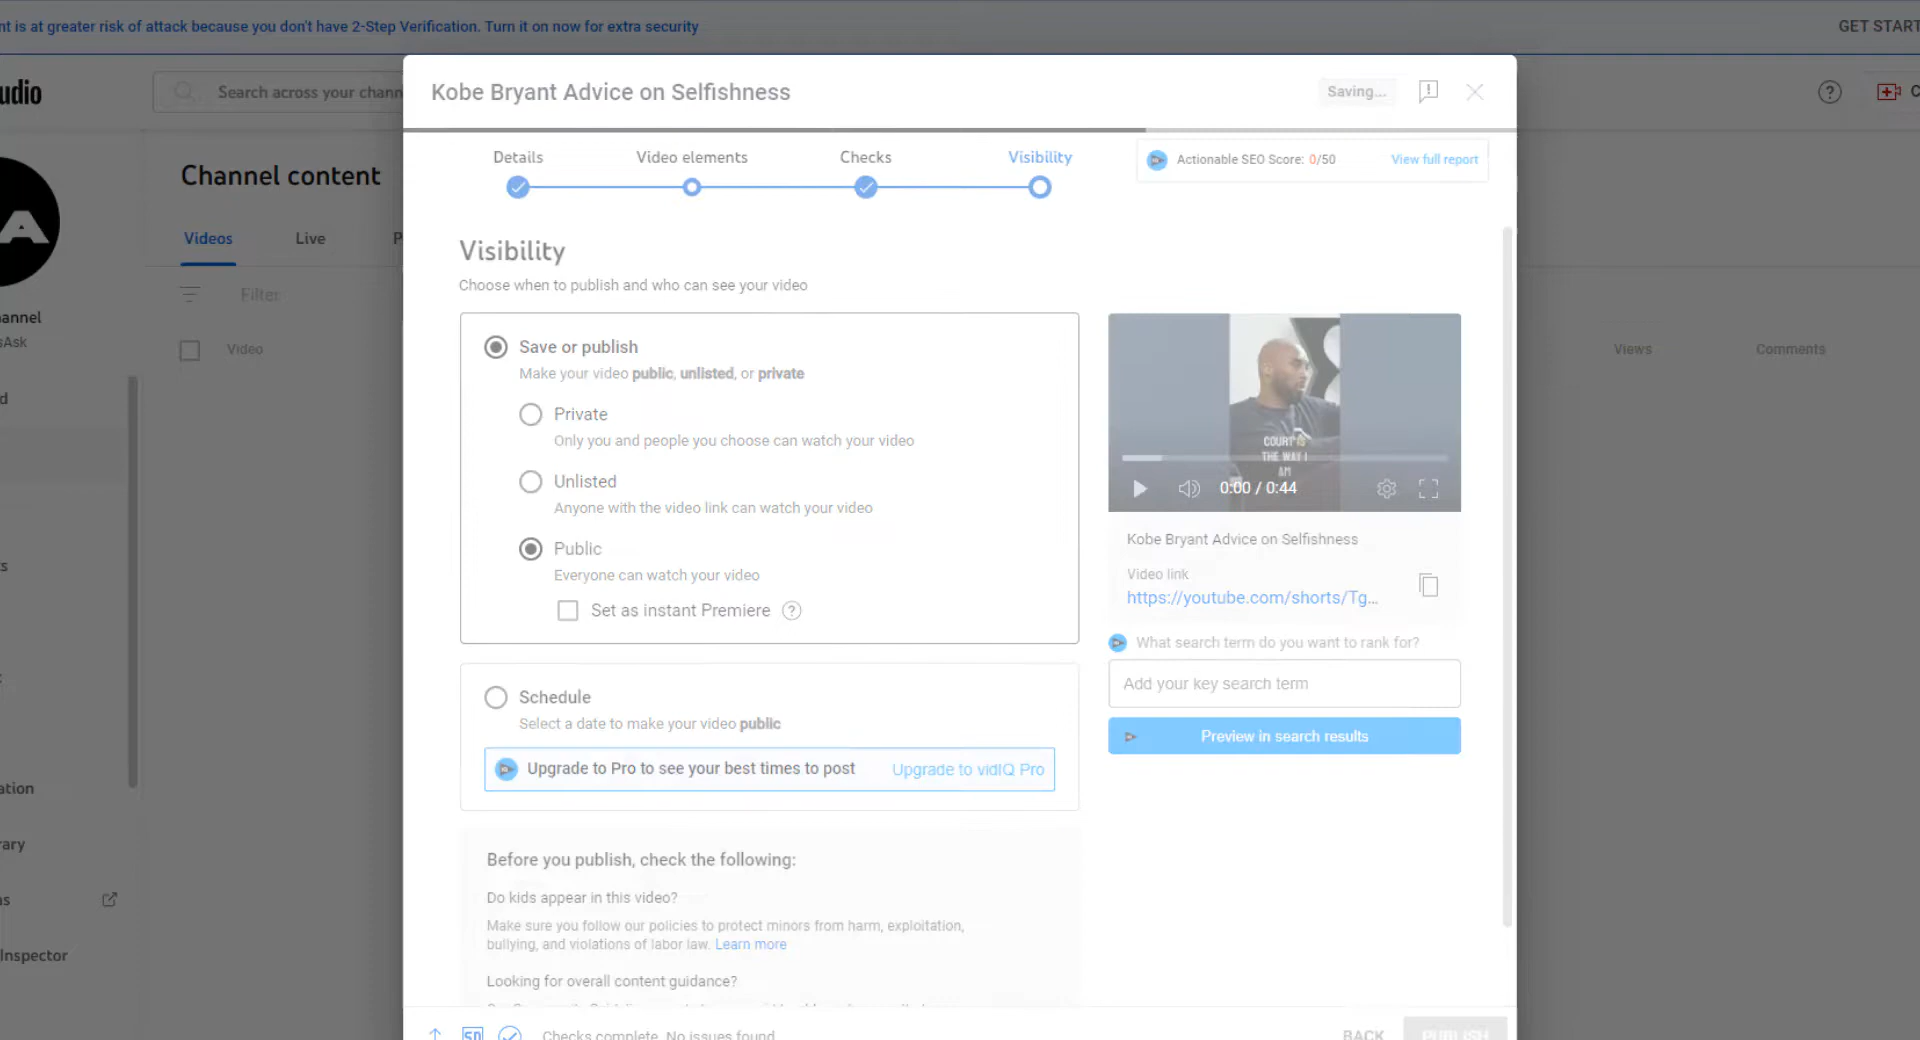 nt is at greater risk of attack because you don't have 2-Step Verification. Turn it on now for extra security
GET START
udio
Search across your chann
Kobe Bryant Advice on Selfishness
Saving...
C
Details
Video elements
Checks
Visibility
Actionable SEO Score: 0/50
View full report
Channel content
Videos
Live
P
Filter
Video
Views
Comments
annel
sAsk
d
s
ation
rary
ns
Inspector
Visibility
Choose when to publish and who can see your video
Save or publish
Make your video public, unlisted, or private
Private
Only you and people you choose can watch your video
Unlisted
Anyone with the video link can watch your video
Public
Everyone can watch your video
Set as instant Premiere
Schedule
Select a date to make your video public
Upgrade to Pro to see your best times to post
Upgrade to vidIQ Pro
Before you publish, check the following:
Do kids appear in this video?
Make sure you follow our policies to protect minors from harm, exploitation,
bullying, and violations of labor law. Learn more
Looking for overall content guidance?
COURT IS
THE WAY I
AM
0:00 / 0:44
Kobe Bryant Advice on Selfishness
Video link
https://youtube.com/shorts/Tg...
What search term do you want to rank for?
Add your key search term
Preview in search results
SD
Checks complete. No issues found.
BACK
PUBLISH